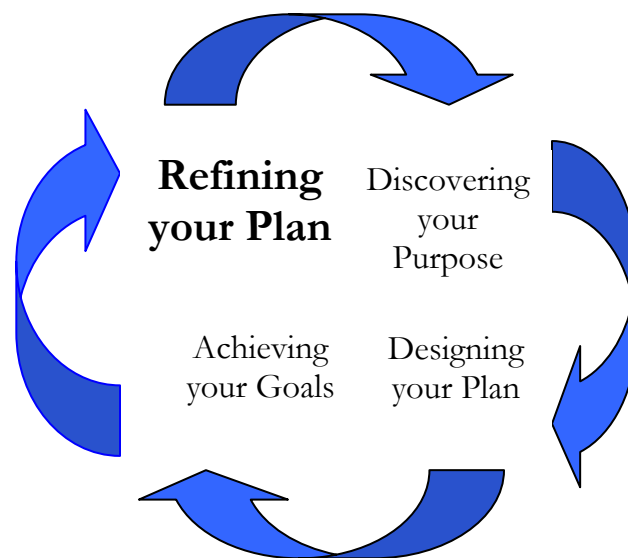 Refining
your Plan
Discovering
your
Purpose
Achieving
your Goals
Designing
your Plan